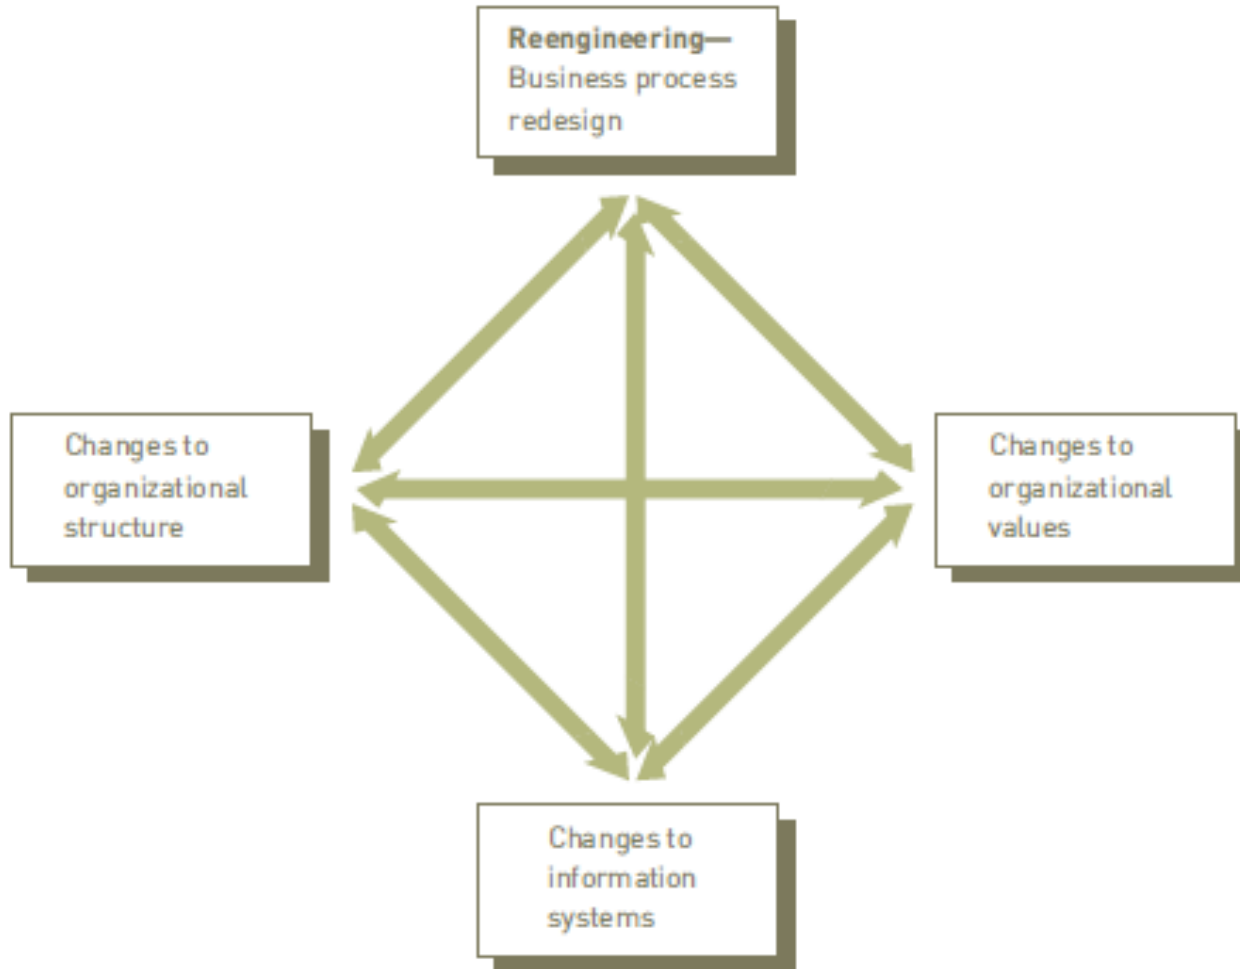 Reengineering—
Business process
redesign
Changes to
organizational
structure
Changes to
organizational
values
Changes to
information
systems